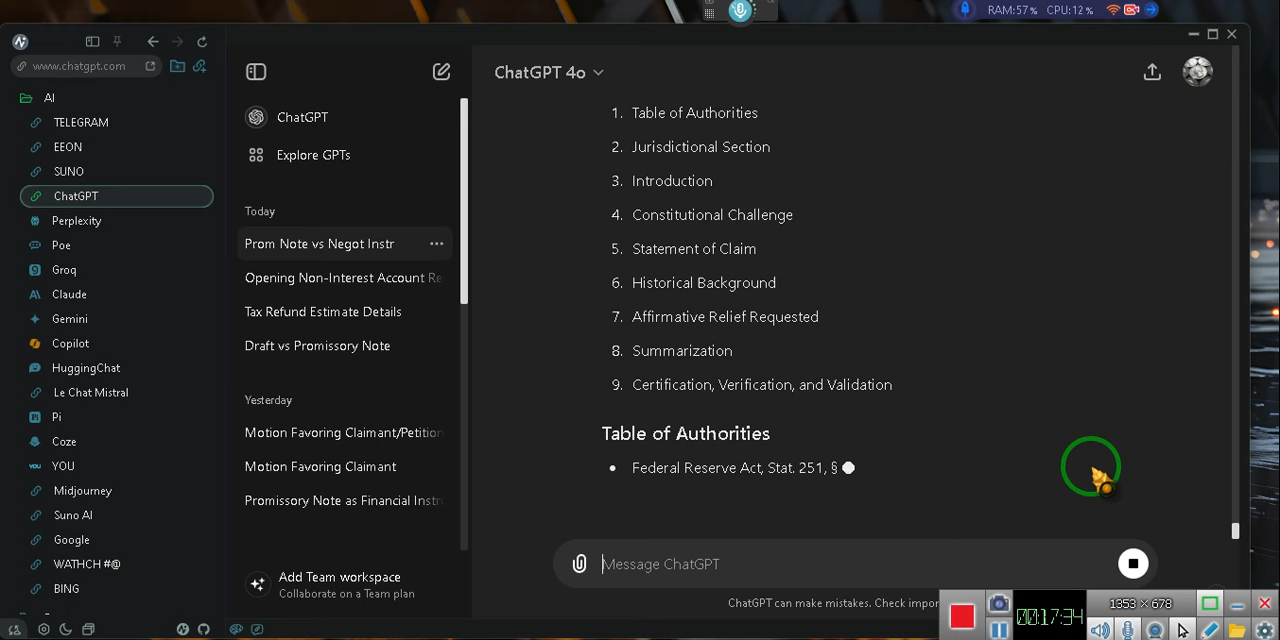 RAM:57% CPU:12%
www.chatgpt.com
AI
TELEGRAM
EEON
SUNO
ChatGPT
Perplexity
Poe
Groq
Claude
Gemini
Copilot
HuggingChat
Le Chat Mistral
Pi
Coze
YOU
Midjourney
Suno AI
Google
WATHCH #@
BING
ChatGPT
Explore GPTs
Today
Prom Note vs Negot Instr
Opening Non-Interest Account Re
Tax Refund Estimate Details
Draft vs Promissory Note
Yesterday
Motion Favoring Claimant/Petition
Motion Favoring Claimant
Promissory Note as Financial Instr
Add Team workspace
Collaborate on a Team plan
ChatGPT 4o
1. Table of Authorities
2. Jurisdictional Section
3. Introduction
4. Constitutional Challenge
5. Statement of Claim
6. Historical Background
7. Affirmative Relief Requested
8. Summarization
9. Certification, Verification, and Validation
Table of Authorities
• Federal Reserve Act, Stat. 251, §
Message ChatGPT
ChatGPT can make mistakes. Check impor
00:17:34
1353 × 678